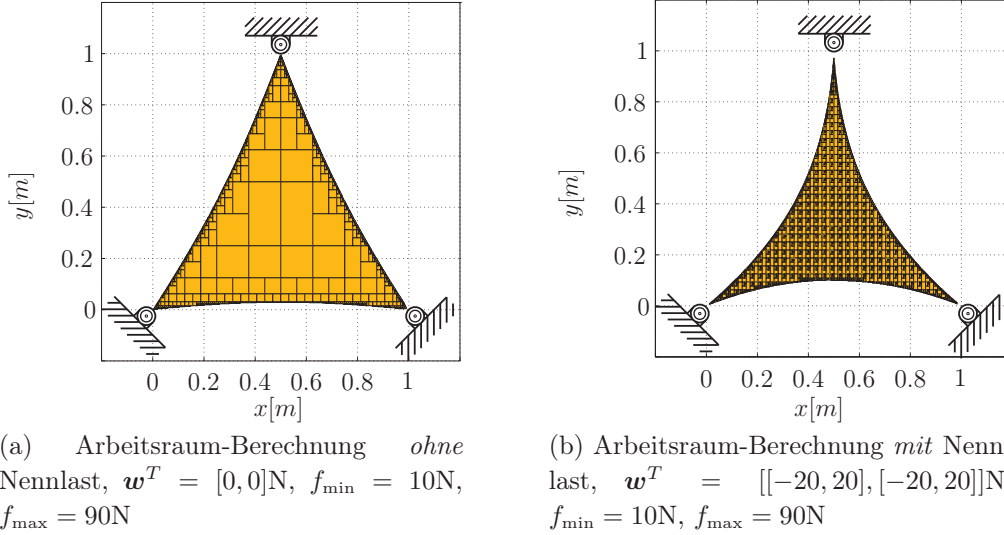 1
0.8
0.6
0.4
0.2
0
y[m]
0 0.2 0.4 0.6 0.8 1
x[m]
(a) Arbeitsraum-Berechnung ohne
Nennlast, w^T = [0, 0]N, f_min = 10N,
f_max = 90N
1
0.8
0.6
0.4
0.2
0
y[m]
0 0.2 0.4 0.6 0.8 1
x[m]
(b) Arbeitsraum-Berechnung mit Nenn
last, w^T = [[−20, 20], [−20, 20]]N
f_min = 10N, f_max = 90N